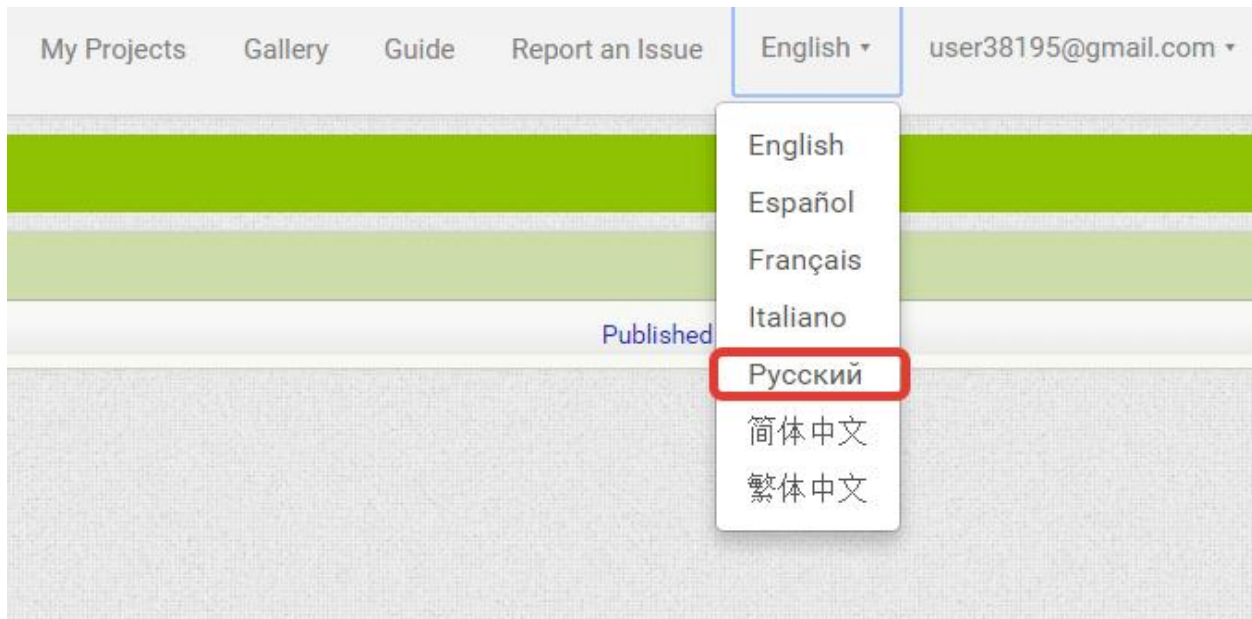 My Projects Gallery Guide Report an Issue English ▾ user38195@gmail.com ▾
English
Español
Français
Italiano
Published
Русский
简体中文
繁体中文